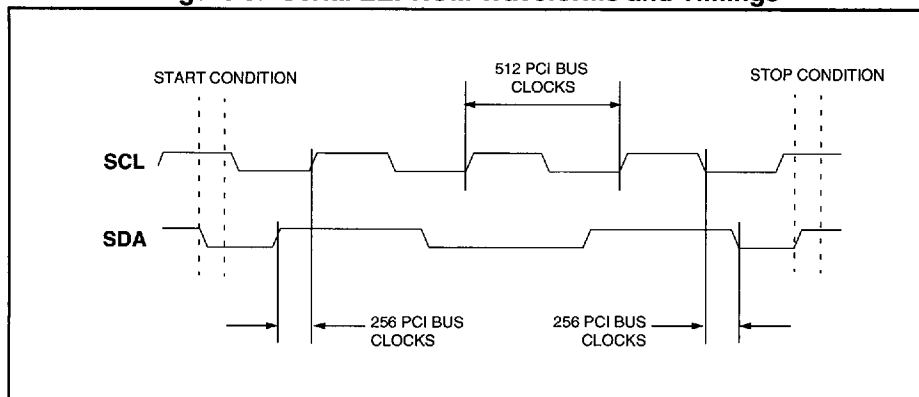 START CONDITION
512 PCI BUS
CLOCKS
STOP CONDITION
SCL
SDA
256 PCI BUS
CLOCKS
256 PCI BUS
CLOCKS